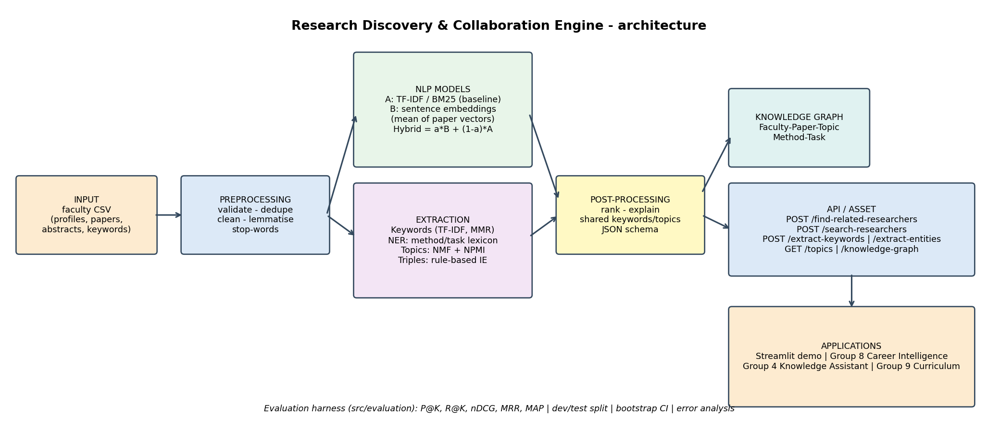 Research Discovery & Collaboration Engine - architecture
INPUT
faculty CSV
(profiles, papers,
abstracts, keywords)
PREPROCESSING
validate - dedupe
clean - lemmatise
stop-words
NLP MODELS
A: TF-IDF / BM25 (baseline)
B: sentence embeddings
(mean of paper vectors)
Hybrid = a*B + (1-a)*A
EXTRACTION
Keywords (TF-IDF, MMR)
NER: method/task lexicon
Topics: NMF + NPMI
Triples: rule-based IE
POST-PROCESSING
rank - explain
shared keywords/topics
JSON schema
KNOWLEDGE GRAPH
Faculty-Paper-Topic
Method-Task
API / ASSET
POST /find-related-researchers
POST /search-researchers
POST /extract-keywords | /extract-entities
GET /topics | /knowledge-graph
APPLICATIONS
Streamlit demo | Group 8 Career Intelligence
Group 4 Knowledge Assistant | Group 9 Curriculum
Evaluation harness (src/evaluation): P@K, R@K, nDCG, MRR, MAP | dev/test split | bootstrap CI | error analysis